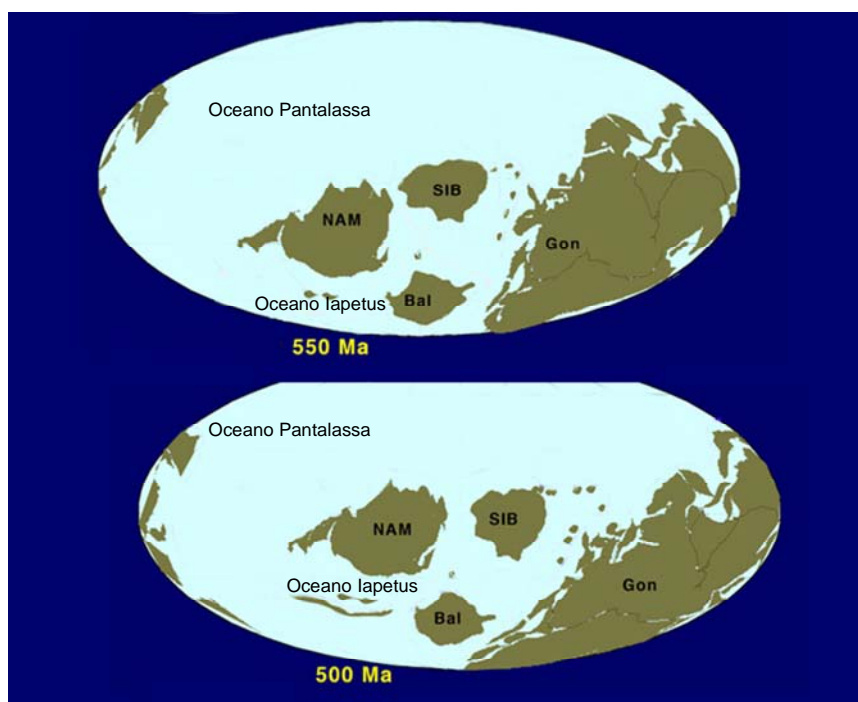 Oceano Pantalassa
SIB
NAM
Gon
Oceano Iapetus
Bal
550 Ma
Oceano Pantalassa
SIB
NAM
Gon
Oceano Iapetus
Bal
500 Ma